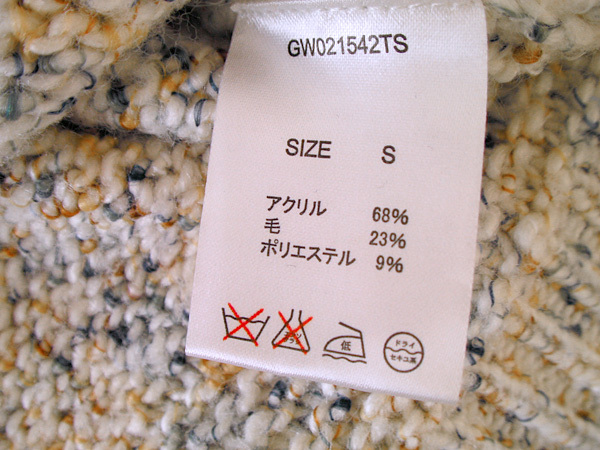 GW021542TS
SIZE S
アクリル 68%
毛 23%
ポリエステル 9%
低
ドライ
セキユ系